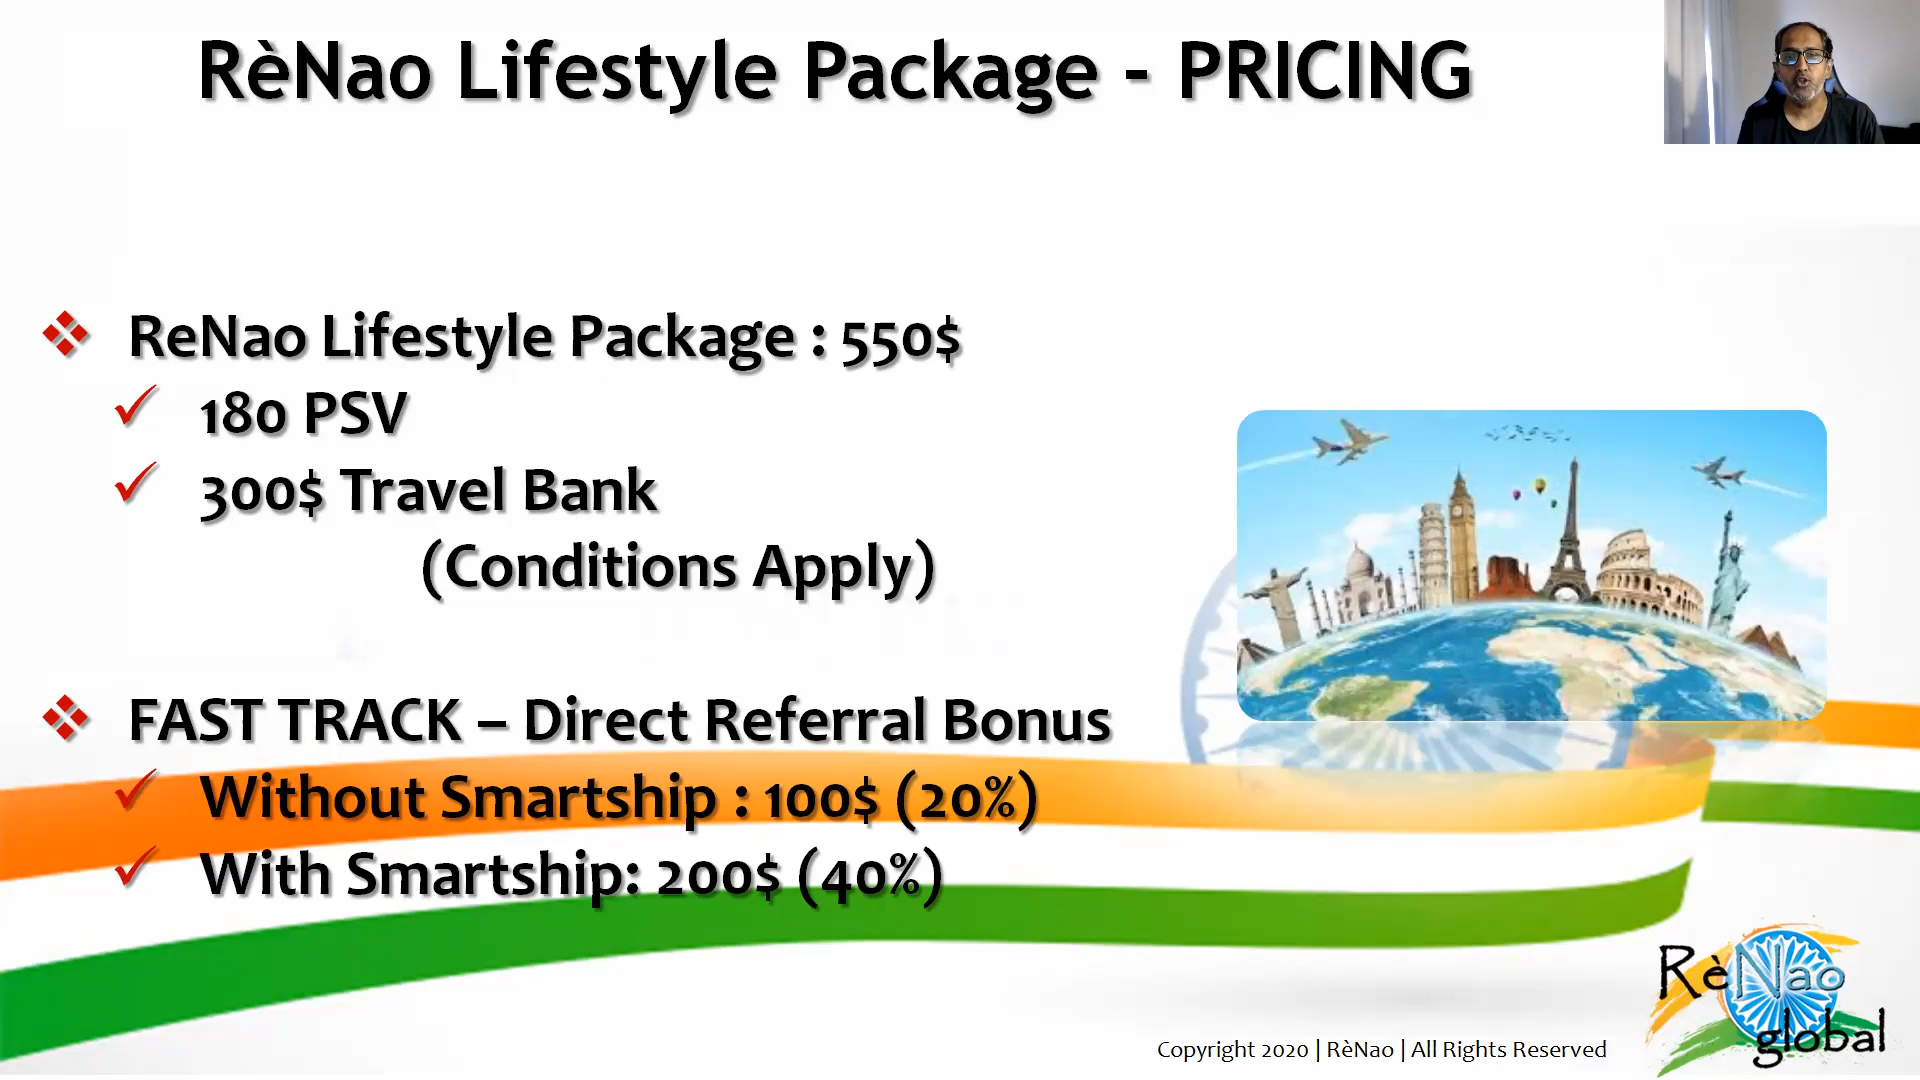 RèNao Lifestyle Package - PRICING
ReNao Lifestyle Package : 550$
180 PSV
300$ Travel Bank
(Conditions Apply)
FAST TRACK – Direct Referral Bonus
Without Smartship : 100$ (20%)
With Smartship: 200$ (40%)
RèNao
global
Copyright 2020 | RèNao | All Rights Reserved